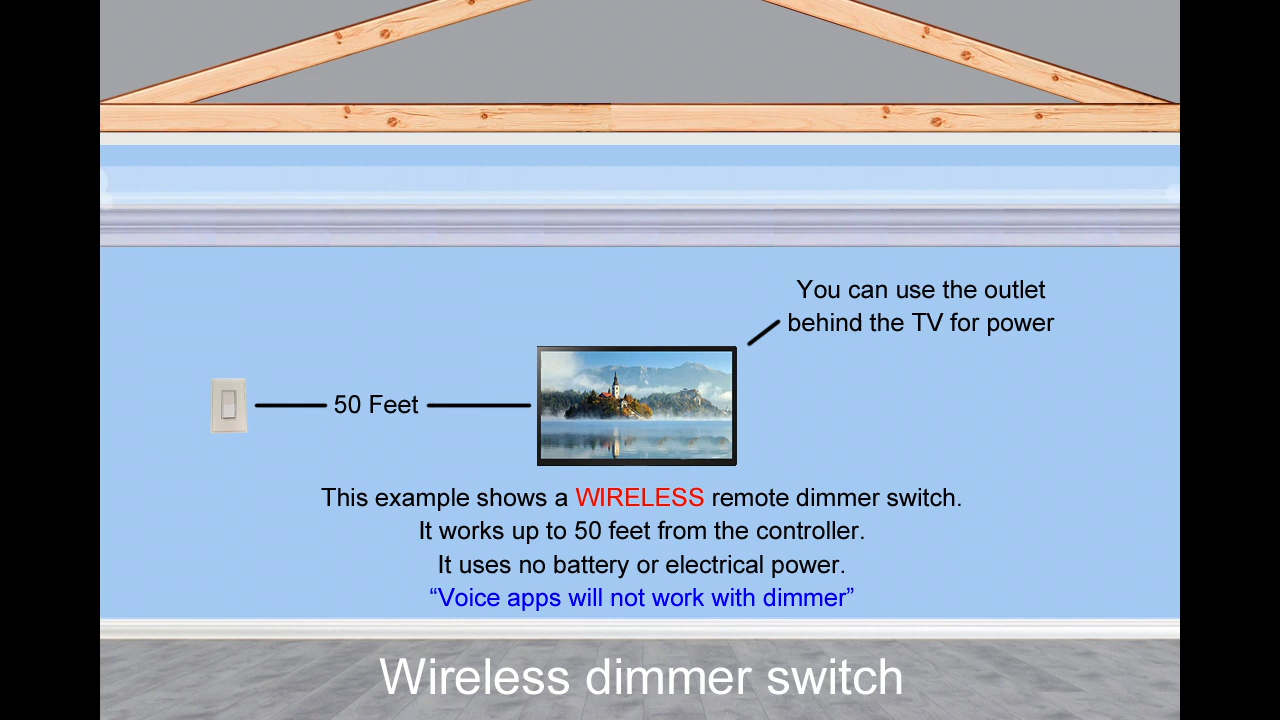 You can use the outlet
behind the TV for power
50 Feet
This example shows a WIRELESS remote dimmer switch.
It works up to 50 feet from the controller.
It uses no battery or electrical power.
“Voice apps will not work with dimmer”
Wireless dimmer switch